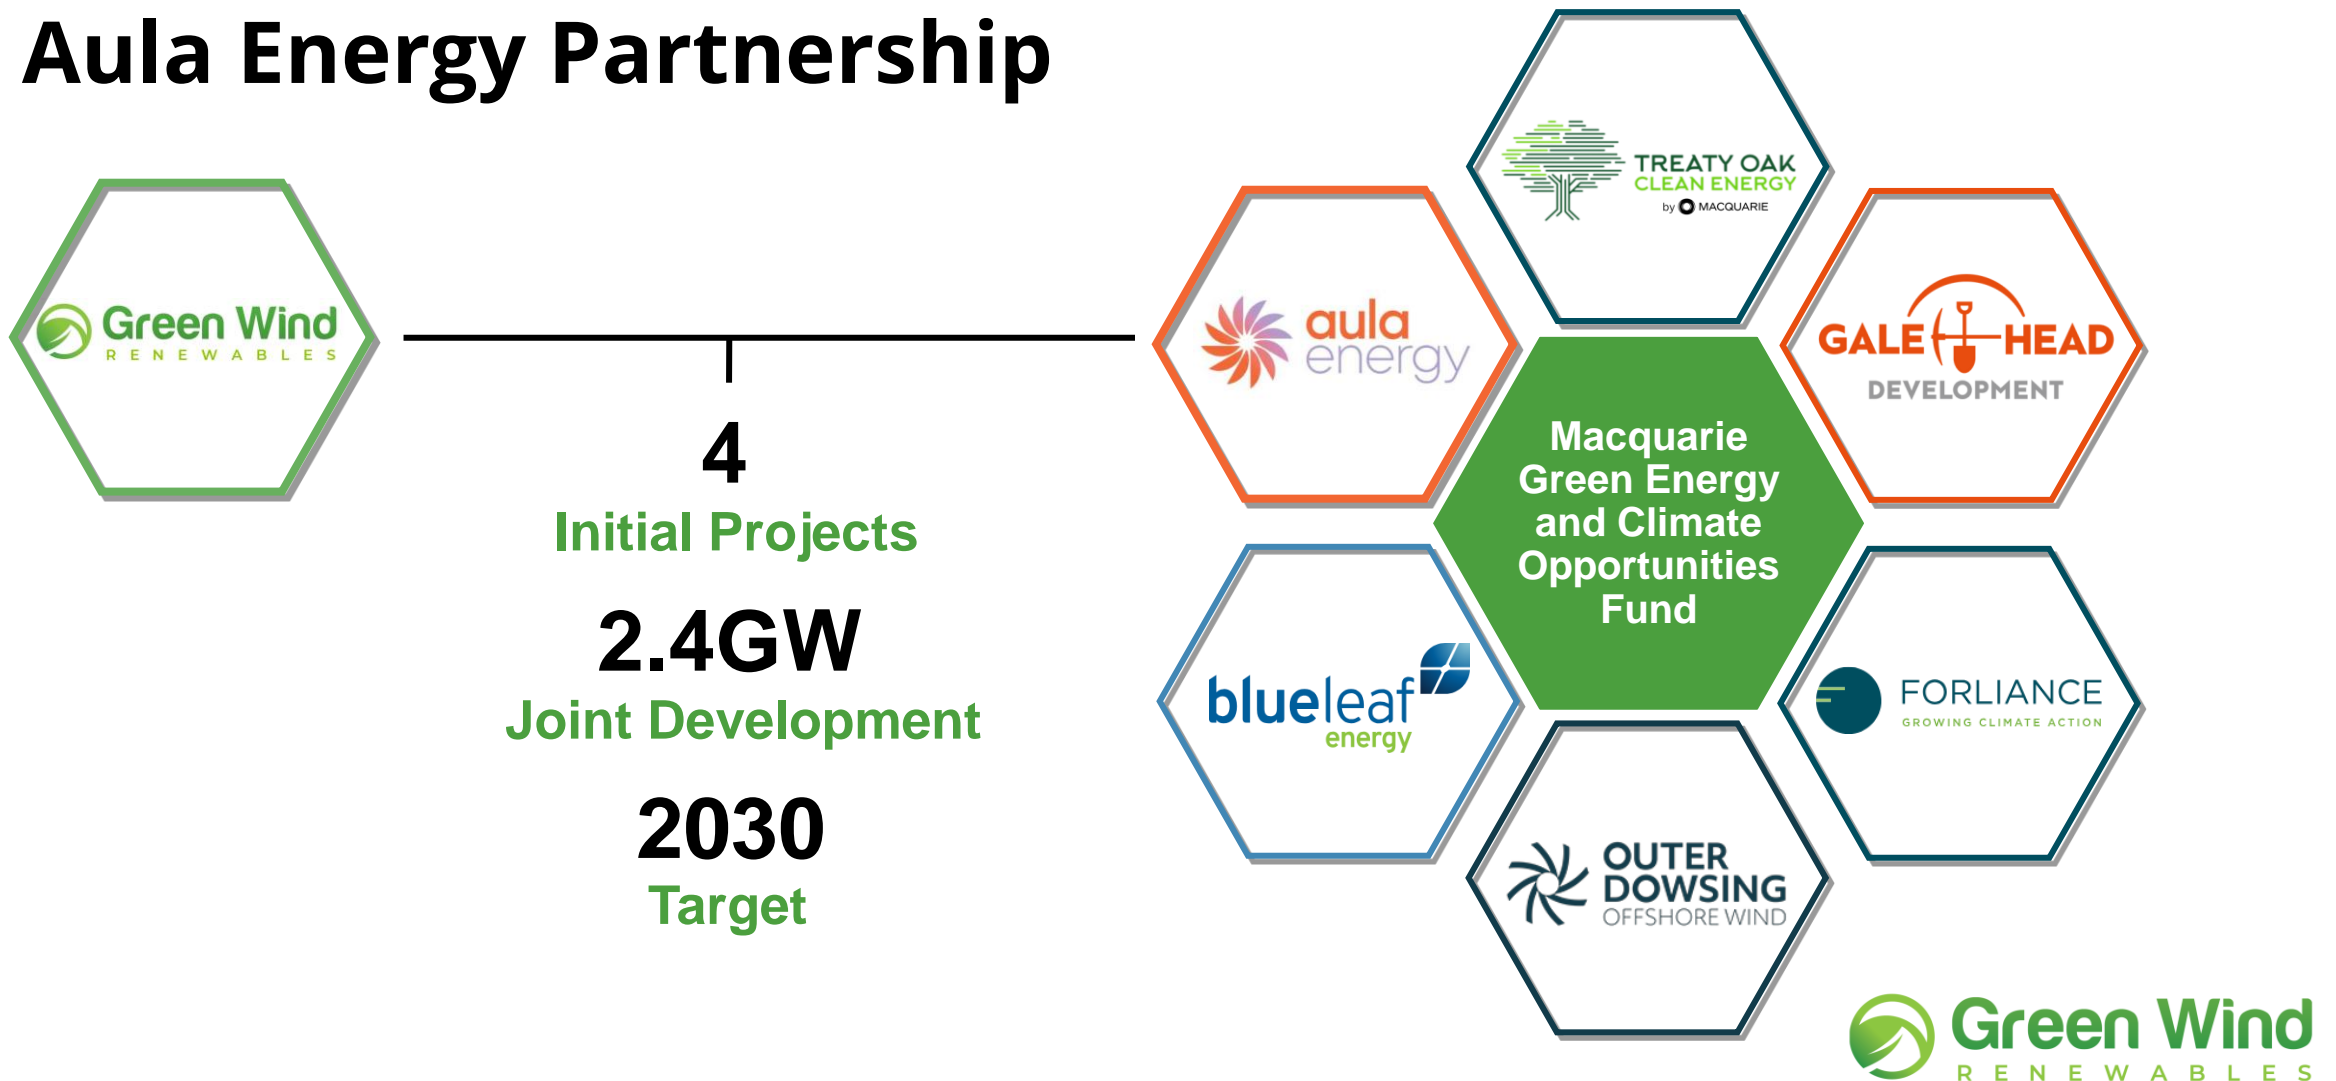 Aula Energy Partnership
Green Wind
RENEWABLES
4
Initial Projects
2.4GW
Joint Development
2030
Target
TREATY OAK
CLEAN ENERGY
by MACQUARIE
aula
energy
GALE HEAD
DEVELOPMENT
Macquarie
Green Energy
and Climate
Opportunities
Fund
blueleaf
energy
FORLIANCE
GROWING CLIMATE ACTION
OUTER
DOWSING
OFFSHORE WIND
Green Wind
RENEWABLES